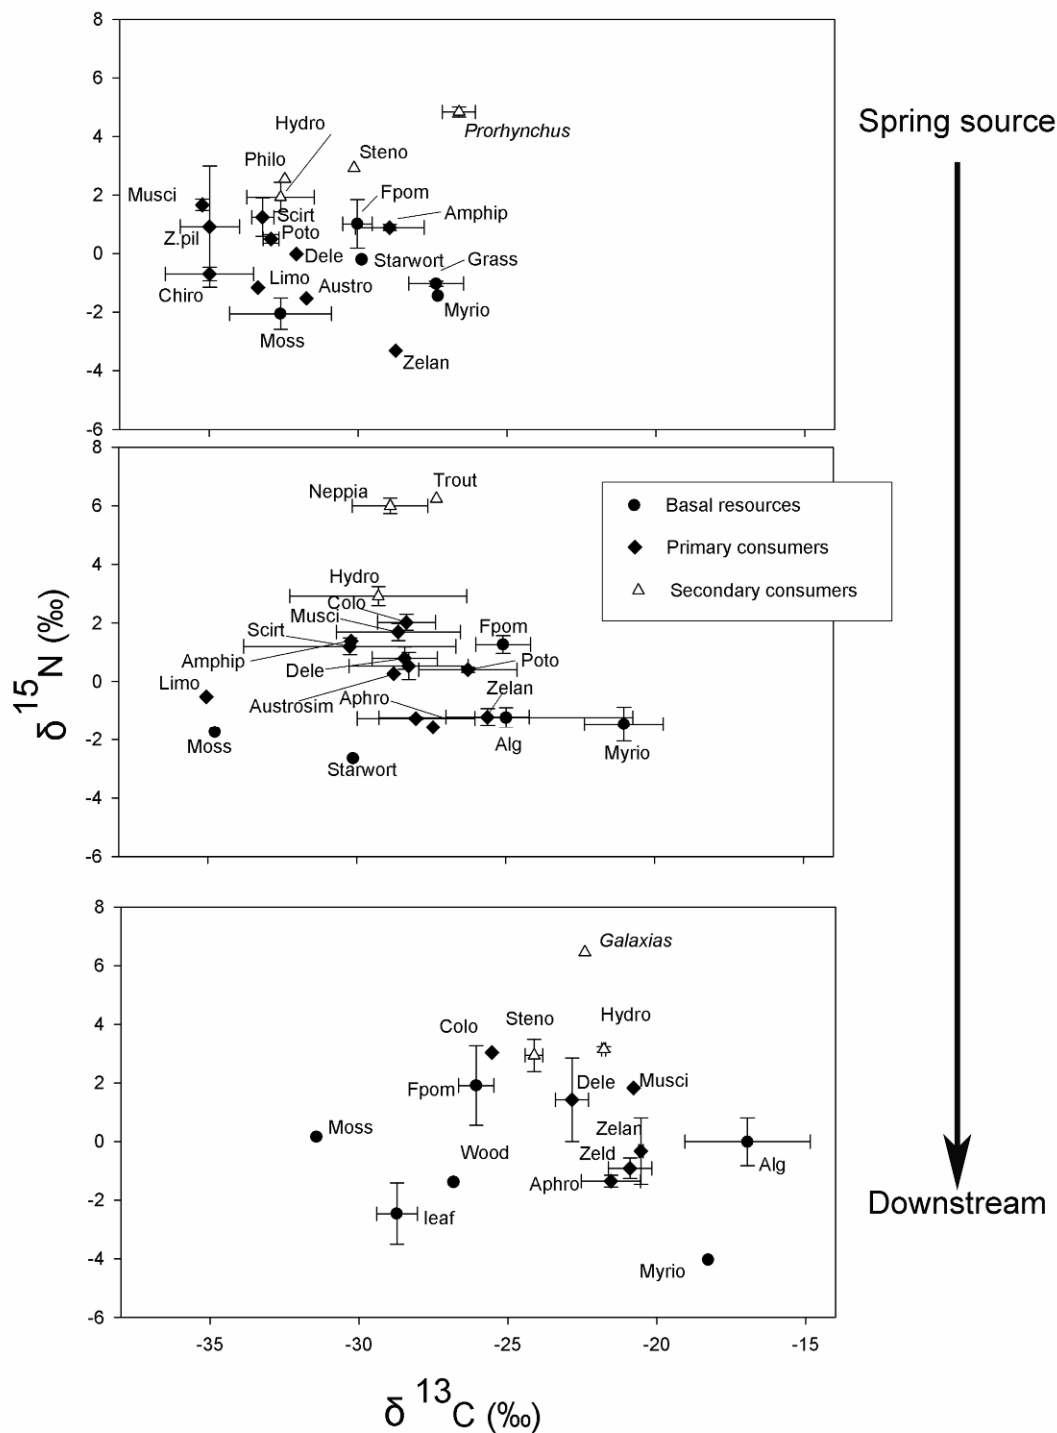 8
6
4
2
0
-2
-4
-6
Prorhynchus
Hydro
Steno
Philo
Fpom
Musci
Amphip
Scirt
Poto
Z.pil
Dele
Starwort
Grass
Chiro
Limo
Austro
Myrio
Moss
Zelan
Spring source
8
6
4
2
0
-2
-4
-6
Neppia
Trout
Basal resources
Primary consumers
Secondary consumers
Hydro
Colo
Musci
Scirt
Fpom
Amphip
Dele
Poto
Limo
Zelan
Austrosim
Aphro
Moss
Alg
Myrio
Starwort
δ 15N (‰)
8
6
4
2
0
-2
-4
-6
Galaxias
Hydro
Steno
Colo
Fpom
Dele
Musci
Moss
Zelan
Wood
Zeld
Alg
Aphro
leaf
Myrio
Downstream
-35
-30
-25
-20
-15
δ 13C (‰)